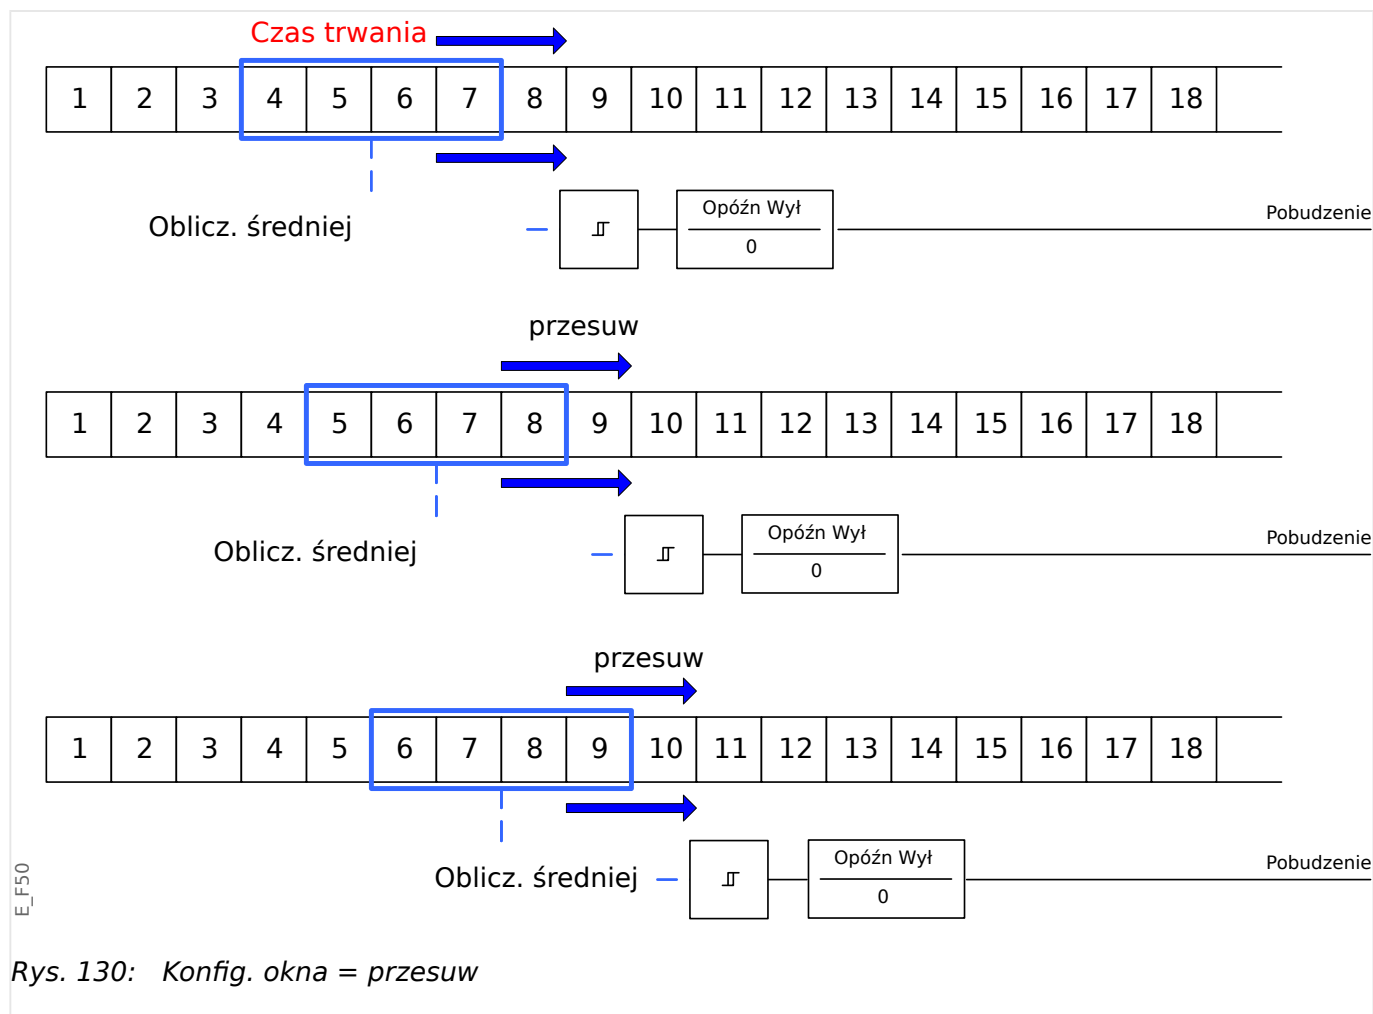 Czas trwania
1 2 3 4 5 6 7 8 9 10 11 12 13 14 15 16 17 18
Oblicz. średniej
Opóźn Wył
0
Pobudzenie
przesuw
1 2 3 4 5 6 7 8 9 10 11 12 13 14 15 16 17 18
Oblicz. średniej
Opóźn Wył
0
Pobudzenie
przesuw
1 2 3 4 5 6 7 8 9 10 11 12 13 14 15 16 17 18
Oblicz. średniej
Opóźn Wył
0
Pobudzenie
E_F50
Rys. 130: Konfig. okna = przesuw